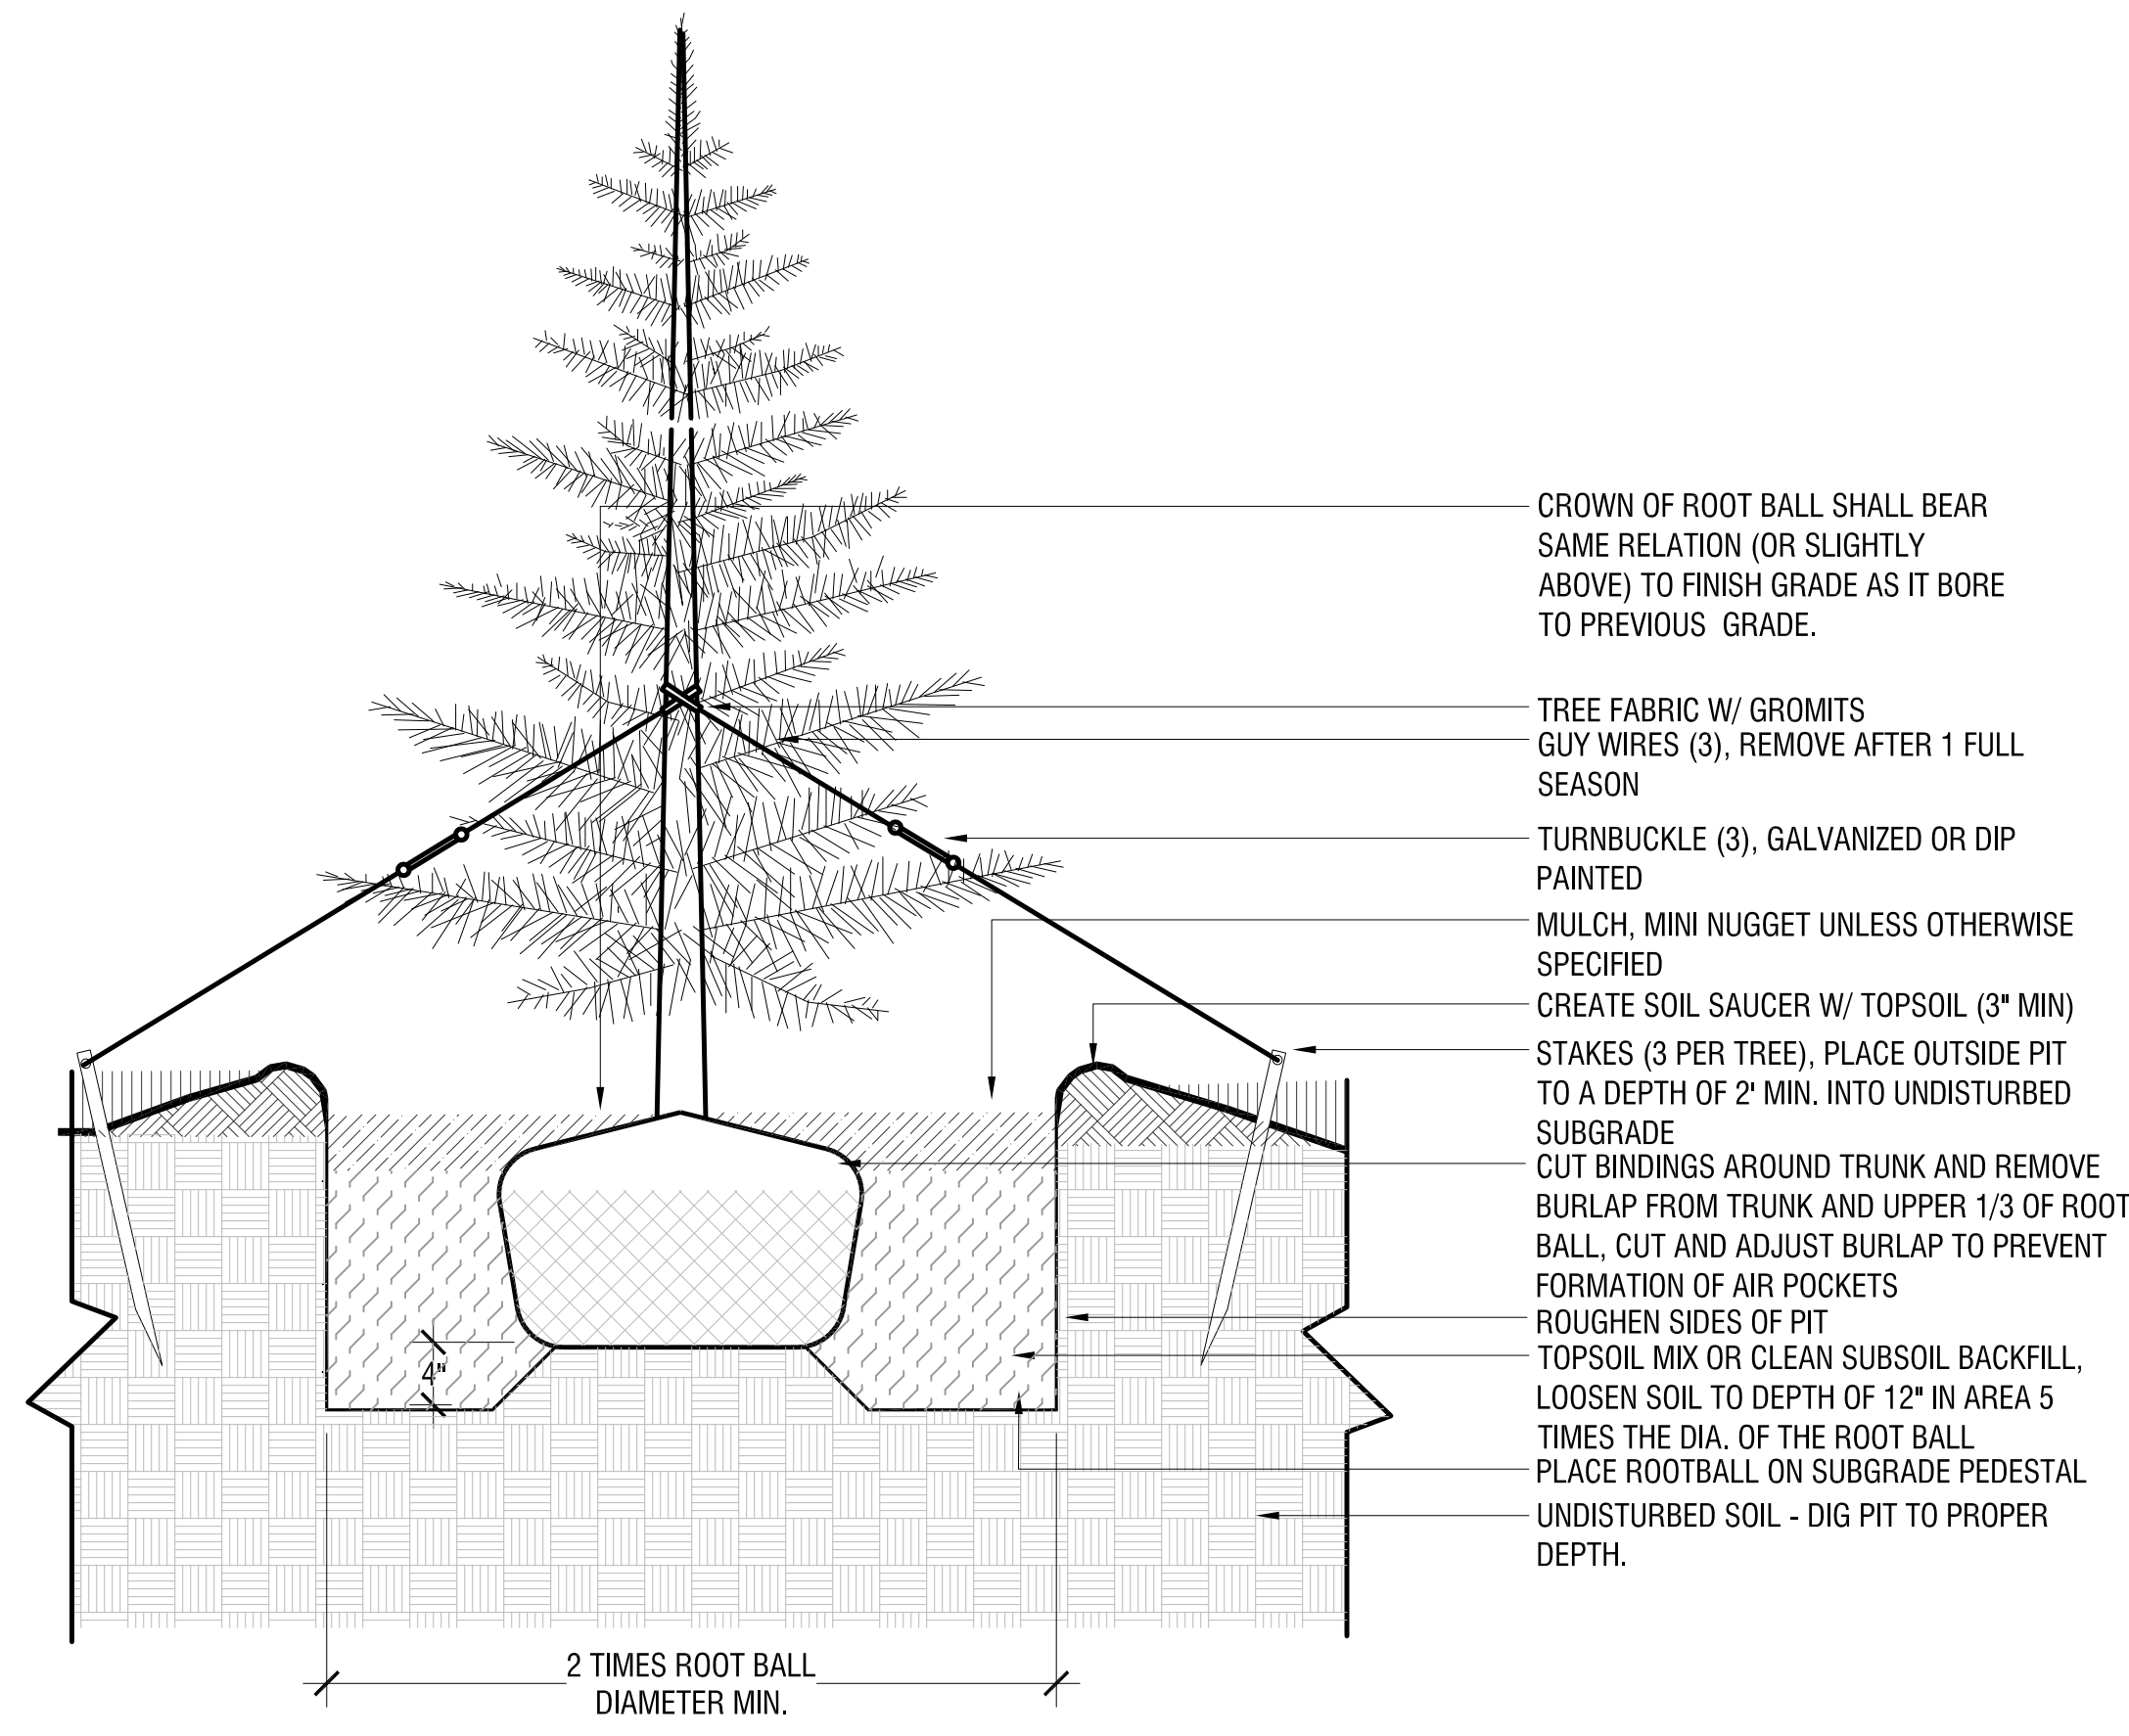 CROWN OF ROOT BALL SHALL BEAR
SAME RELATION (OR SLIGHTLY
ABOVE) TO FINISH GRADE AS IT BORE
TO PREVIOUS GRADE.
TREE FABRIC W/ GROMITS
GUY WIRES (3), REMOVE AFTER 1 FULL
SEASON
TURNBUCKLE (3), GALVANIZED OR DIP
PAINTED
MULCH, MINI NUGGET UNLESS OTHERWISE
SPECIFIED
CREATE SOIL SAUCER W/ TOPSOIL (3" MIN)
STAKES (3 PER TREE), PLACE OUTSIDE PIT
TO A DEPTH OF 2' MIN. INTO UNDISTURBED
SUBGRADE
CUT BINDINGS AROUND TRUNK AND REMOVE
BURLAP FROM TRUNK AND UPPER 1/3 OF ROOT
BALL, CUT AND ADJUST BURLAP TO PREVENT
FORMATION OF AIR POCKETS
ROUGHEN SIDES OF PIT
TOPSOIL MIX OR CLEAN SUBSOIL BACKFILL,
LOOSEN SOIL TO DEPTH OF 12" IN AREA 5
TIMES THE DIA. OF THE ROOT BALL
PLACE ROOTBALL ON SUBGRADE PEDESTAL
UNDISTURBED SOIL - DIG PIT TO PROPER
DEPTH.
4"
2 TIMES ROOT BALL
DIAMETER MIN.